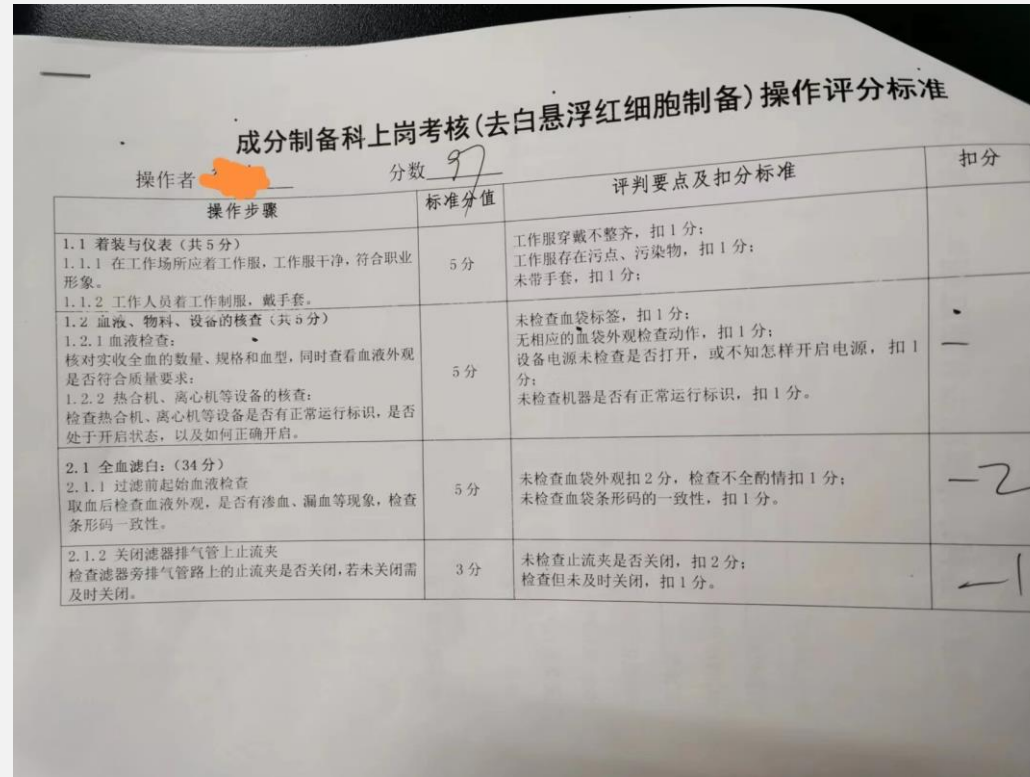 成分制备科上岗考核(去白悬浮红细胞制备)操作评分标准
操作者 分数 97
操作步骤 标准分值 评判要点及扣分标准 扣分
1.1 着装与仪表(共5分)
1.1.1 在工作场所应着工作服,工作服干净,符合职业
形象。
1.1.2 工作人员着工作制服,戴手套。
5分
工作服穿戴不整齐,扣1分;
工作服存在污点、污染物,扣1分;
未带手套,扣1分;
1.2 血液、物料、设备的核查(共5分)
1.2.1 血液检查:
核对实收全血的数量、规格和血型,同时查看血液外观
是否符合质量要求:
1.2.2 热合机、离心机等设备的核查:
检查热合机、离心机等设备是否有正常运行标识,是否
处于开启状态,以及如何正确开启。
5分
未检查血袋标签,扣1分;
无相应的血袋外观检查动作,扣1分;
设备电源未检查是否打开,或不知怎样开启电源,扣1
分;
未检查机器是否有正常运行标识,扣1分。
2.1 全血滤白:(34分)
2.1.1 过滤前起始血液检查
取血后检查血液外观,是否有渗血、漏血等现象,检查
条形码一致性。
5分
未检查血袋外观扣2分,检查不全酌情扣1分;
未检查血袋条形码的一致性,扣1分。
-2
2.1.2 关闭滤器排气管上止流夹
检查滤器旁排气管路上的止流夹是否关闭,若未关闭需
及时关闭。
3分
未检查止流夹是否关闭,扣2分;
检查但未及时关闭,扣1分。
-1